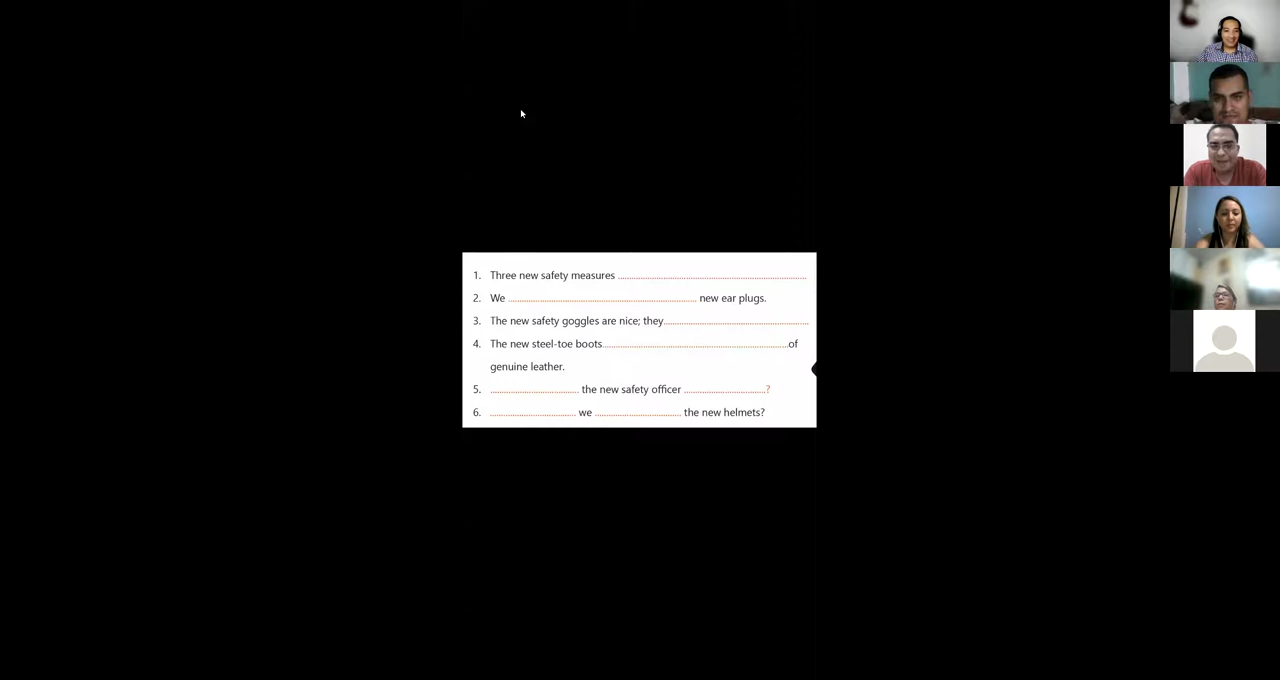 1. Three new safety measures ........................................
2. We ........................................ new ear plugs.
3. The new safety goggles are nice; they ........................................
4. The new steel-toe boots ........................................ of
genuine leather.
5. .................... the new safety officer .................... ?
6. .................... we .................... the new helmets?